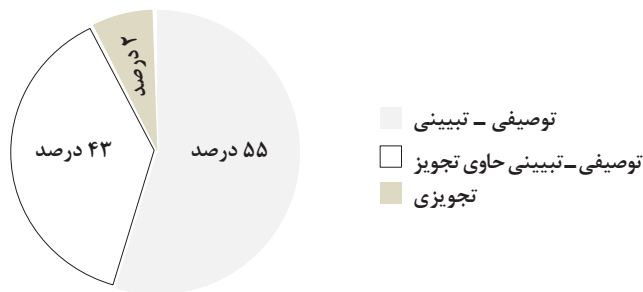 ۲ درصد
۴۳ درصد
۵۵ درصد
توصیفی ـ تبیینی
توصیفی ـ تبیینی حاوی تجویز
تجویزی